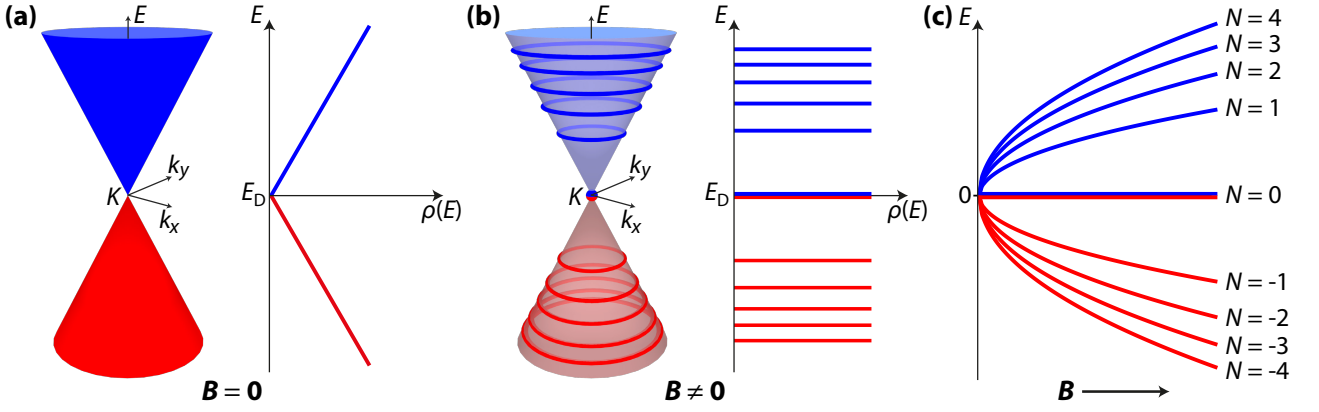 (a)
E
K
k_y
k_x
E
E_D
ρ(E)
B = 0
(b)
E
K
k_y
k_x
E
E_D
ρ(E)
B ≠ 0
(c)
E
0
N = 4
N = 3
N = 2
N = 1
N = 0
N = -1
N = -2
N = -3
N = -4
B